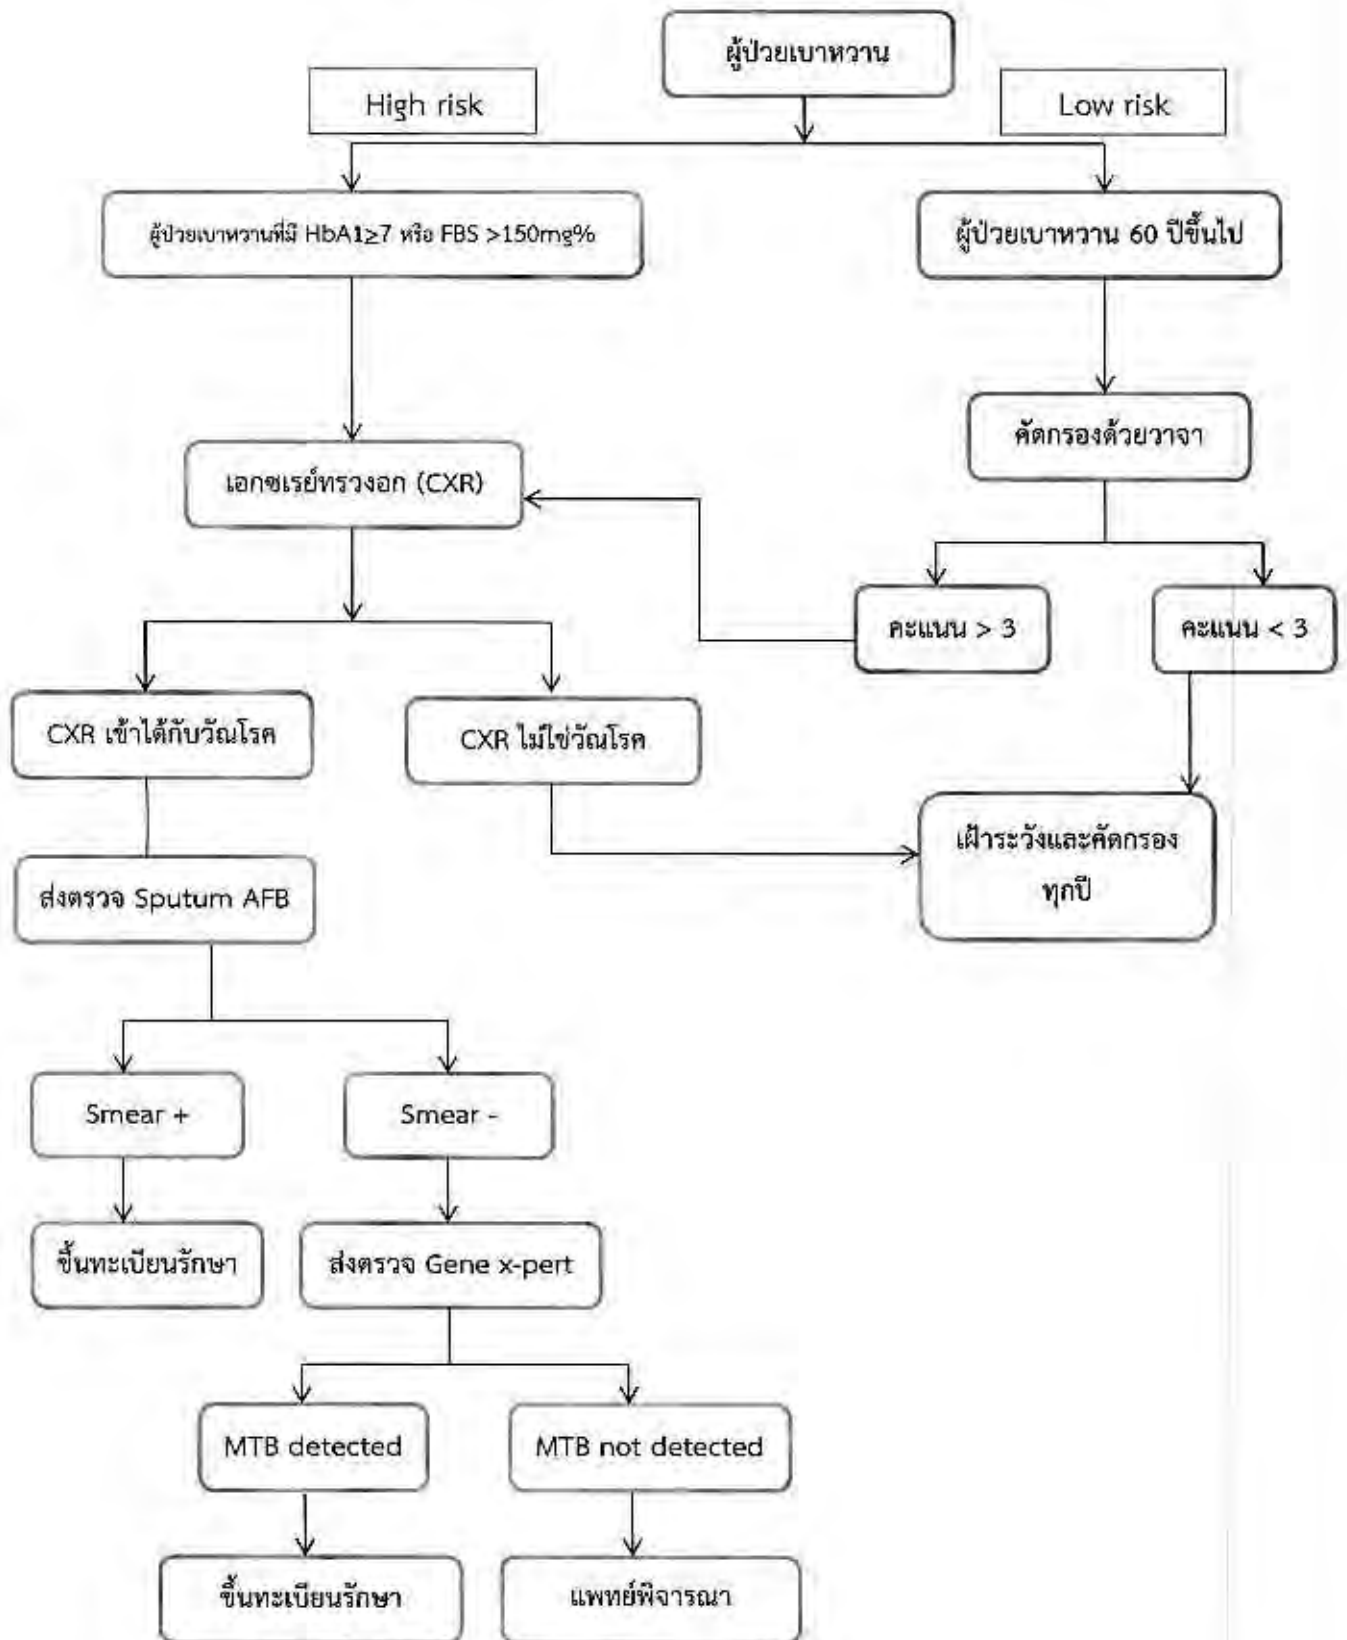 ผู้ป่วยเบาหวาน
High risk
Low risk
ผู้ป่วยเบาหวานที่มี HbA1≥7 หรือ FBS >150mg%
ผู้ป่วยเบาหวาน 60 ปีขึ้นไป
คัดกรองด้วยวาจา
เอกซเรย์ทรวงอก (CXR)
คะแนน > 3
คะแนน < 3
CXR เข้าได้กับวัณโรค
CXR ไม่ใช่วัณโรค
เฝ้าระวังและคัดกรอง
ทุกปี
ส่งตรวจ Sputum AFB
Smear +
Smear -
ขึ้นทะเบียนรักษา
ส่งตรวจ Gene x-pert
MTB detected
MTB not detected
ขึ้นทะเบียนรักษา
แพทย์พิจารณา